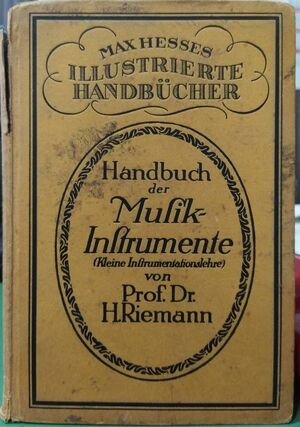 MAX HESSES
ILLUSTRIERTE
HANDBÜCHER
Handbuch
der
Muſik-
Inſtrumente
(Kleine Inſtrumentationslehre)
von
Prof. Dr.
H. Riemann